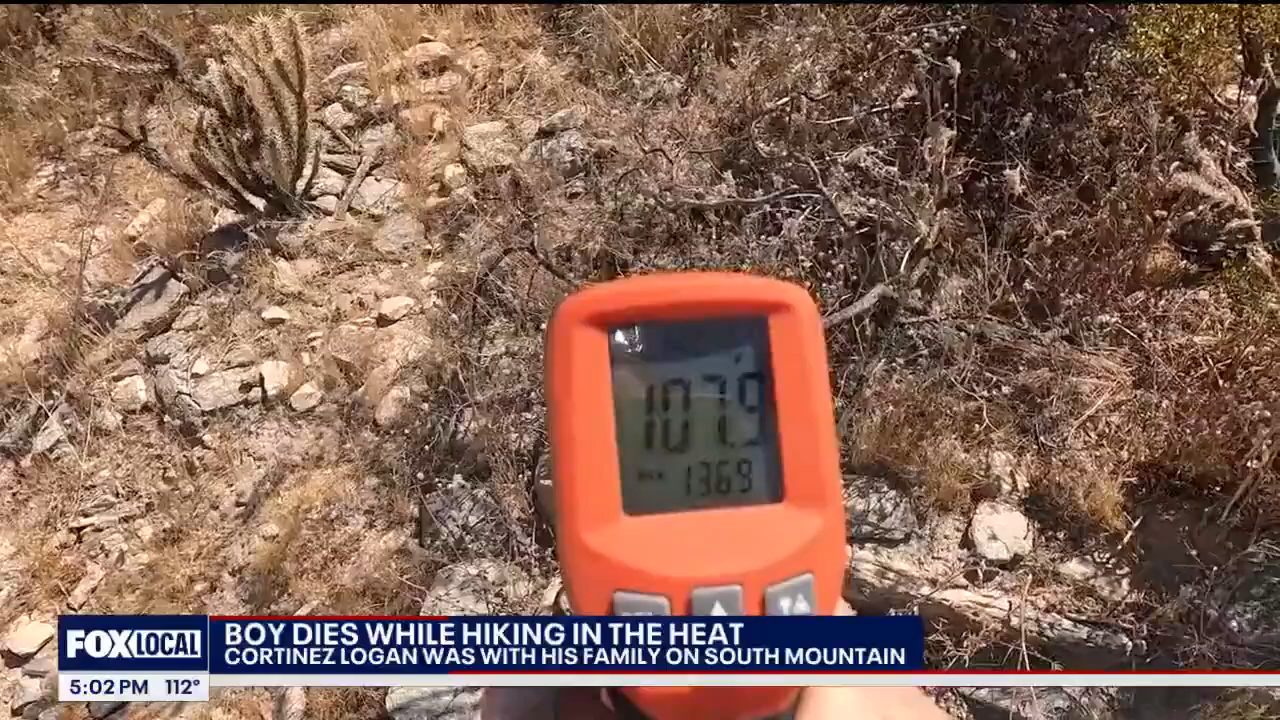 107.9
MAX 136.9
BOY DIES WHILE HIKING IN THE HEAT
FOX LOCAL
CORTINEZ LOGAN WAS WITH HIS FAMILY ON SOUTH MOUNTAIN
5:02 PM 112°